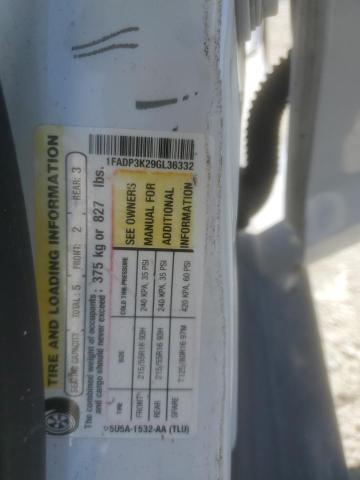 TIRE AND LOADING INFORMATION
SEATING CAPACITY TOTAL: 5 FRONT: 2 REAR: 3
The combined weight of occupants and cargo should never exceed: 375 kg or 827 lbs.
TIRE SIZE COLD TIRE PRESSURE
FRONT 215/55R16 93H 240 KPA, 35 PSI
REAR 215/55R16 93H 240 KPA, 35 PSI
SPARE T125/80R16 97M 420 KPA, 60 PSI
SEE OWNERS
MANUAL FOR
ADDITIONAL
INFORMATION
5U5A-1532-AA (TLU)
1FADP3K29GL36332